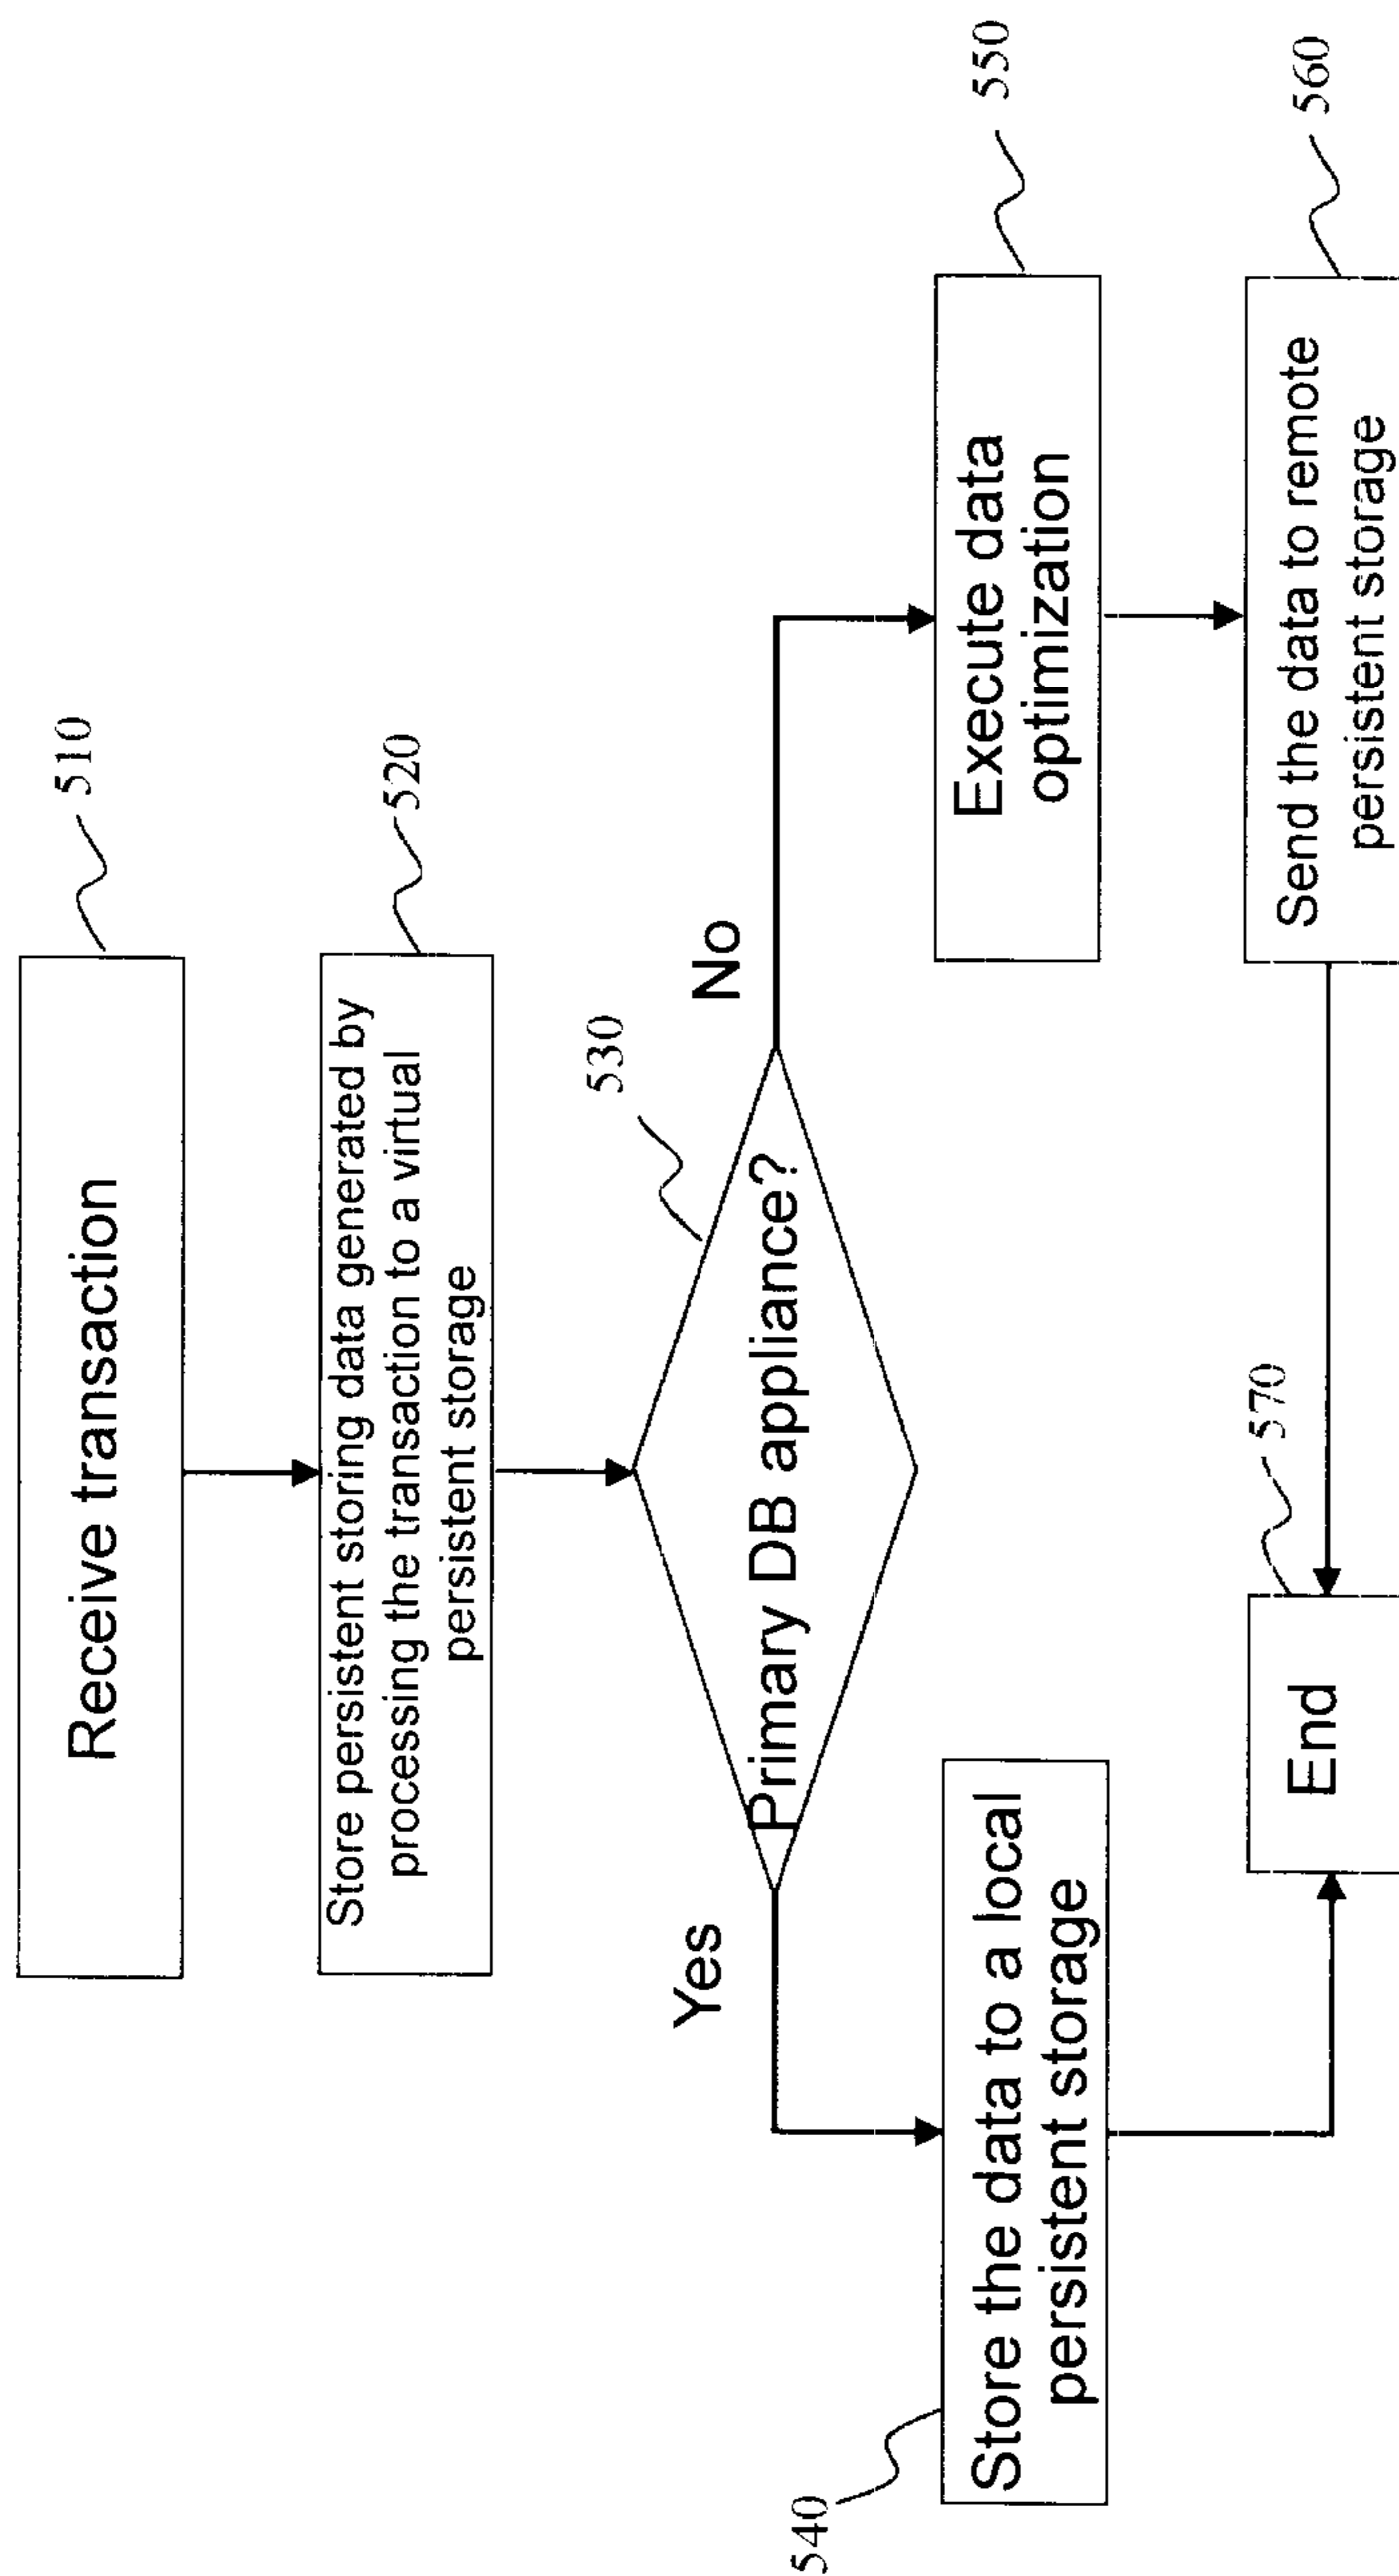 Receive transaction
510
Store persistent storing data generated by
processing the transaction to a virtual
persistent storage
520
530
Primary DB appliance?
Yes
No
540
Store the data to a local
persistent storage
Execute data
optimization
550
Send the data to remote
persistent storage
560
570
End